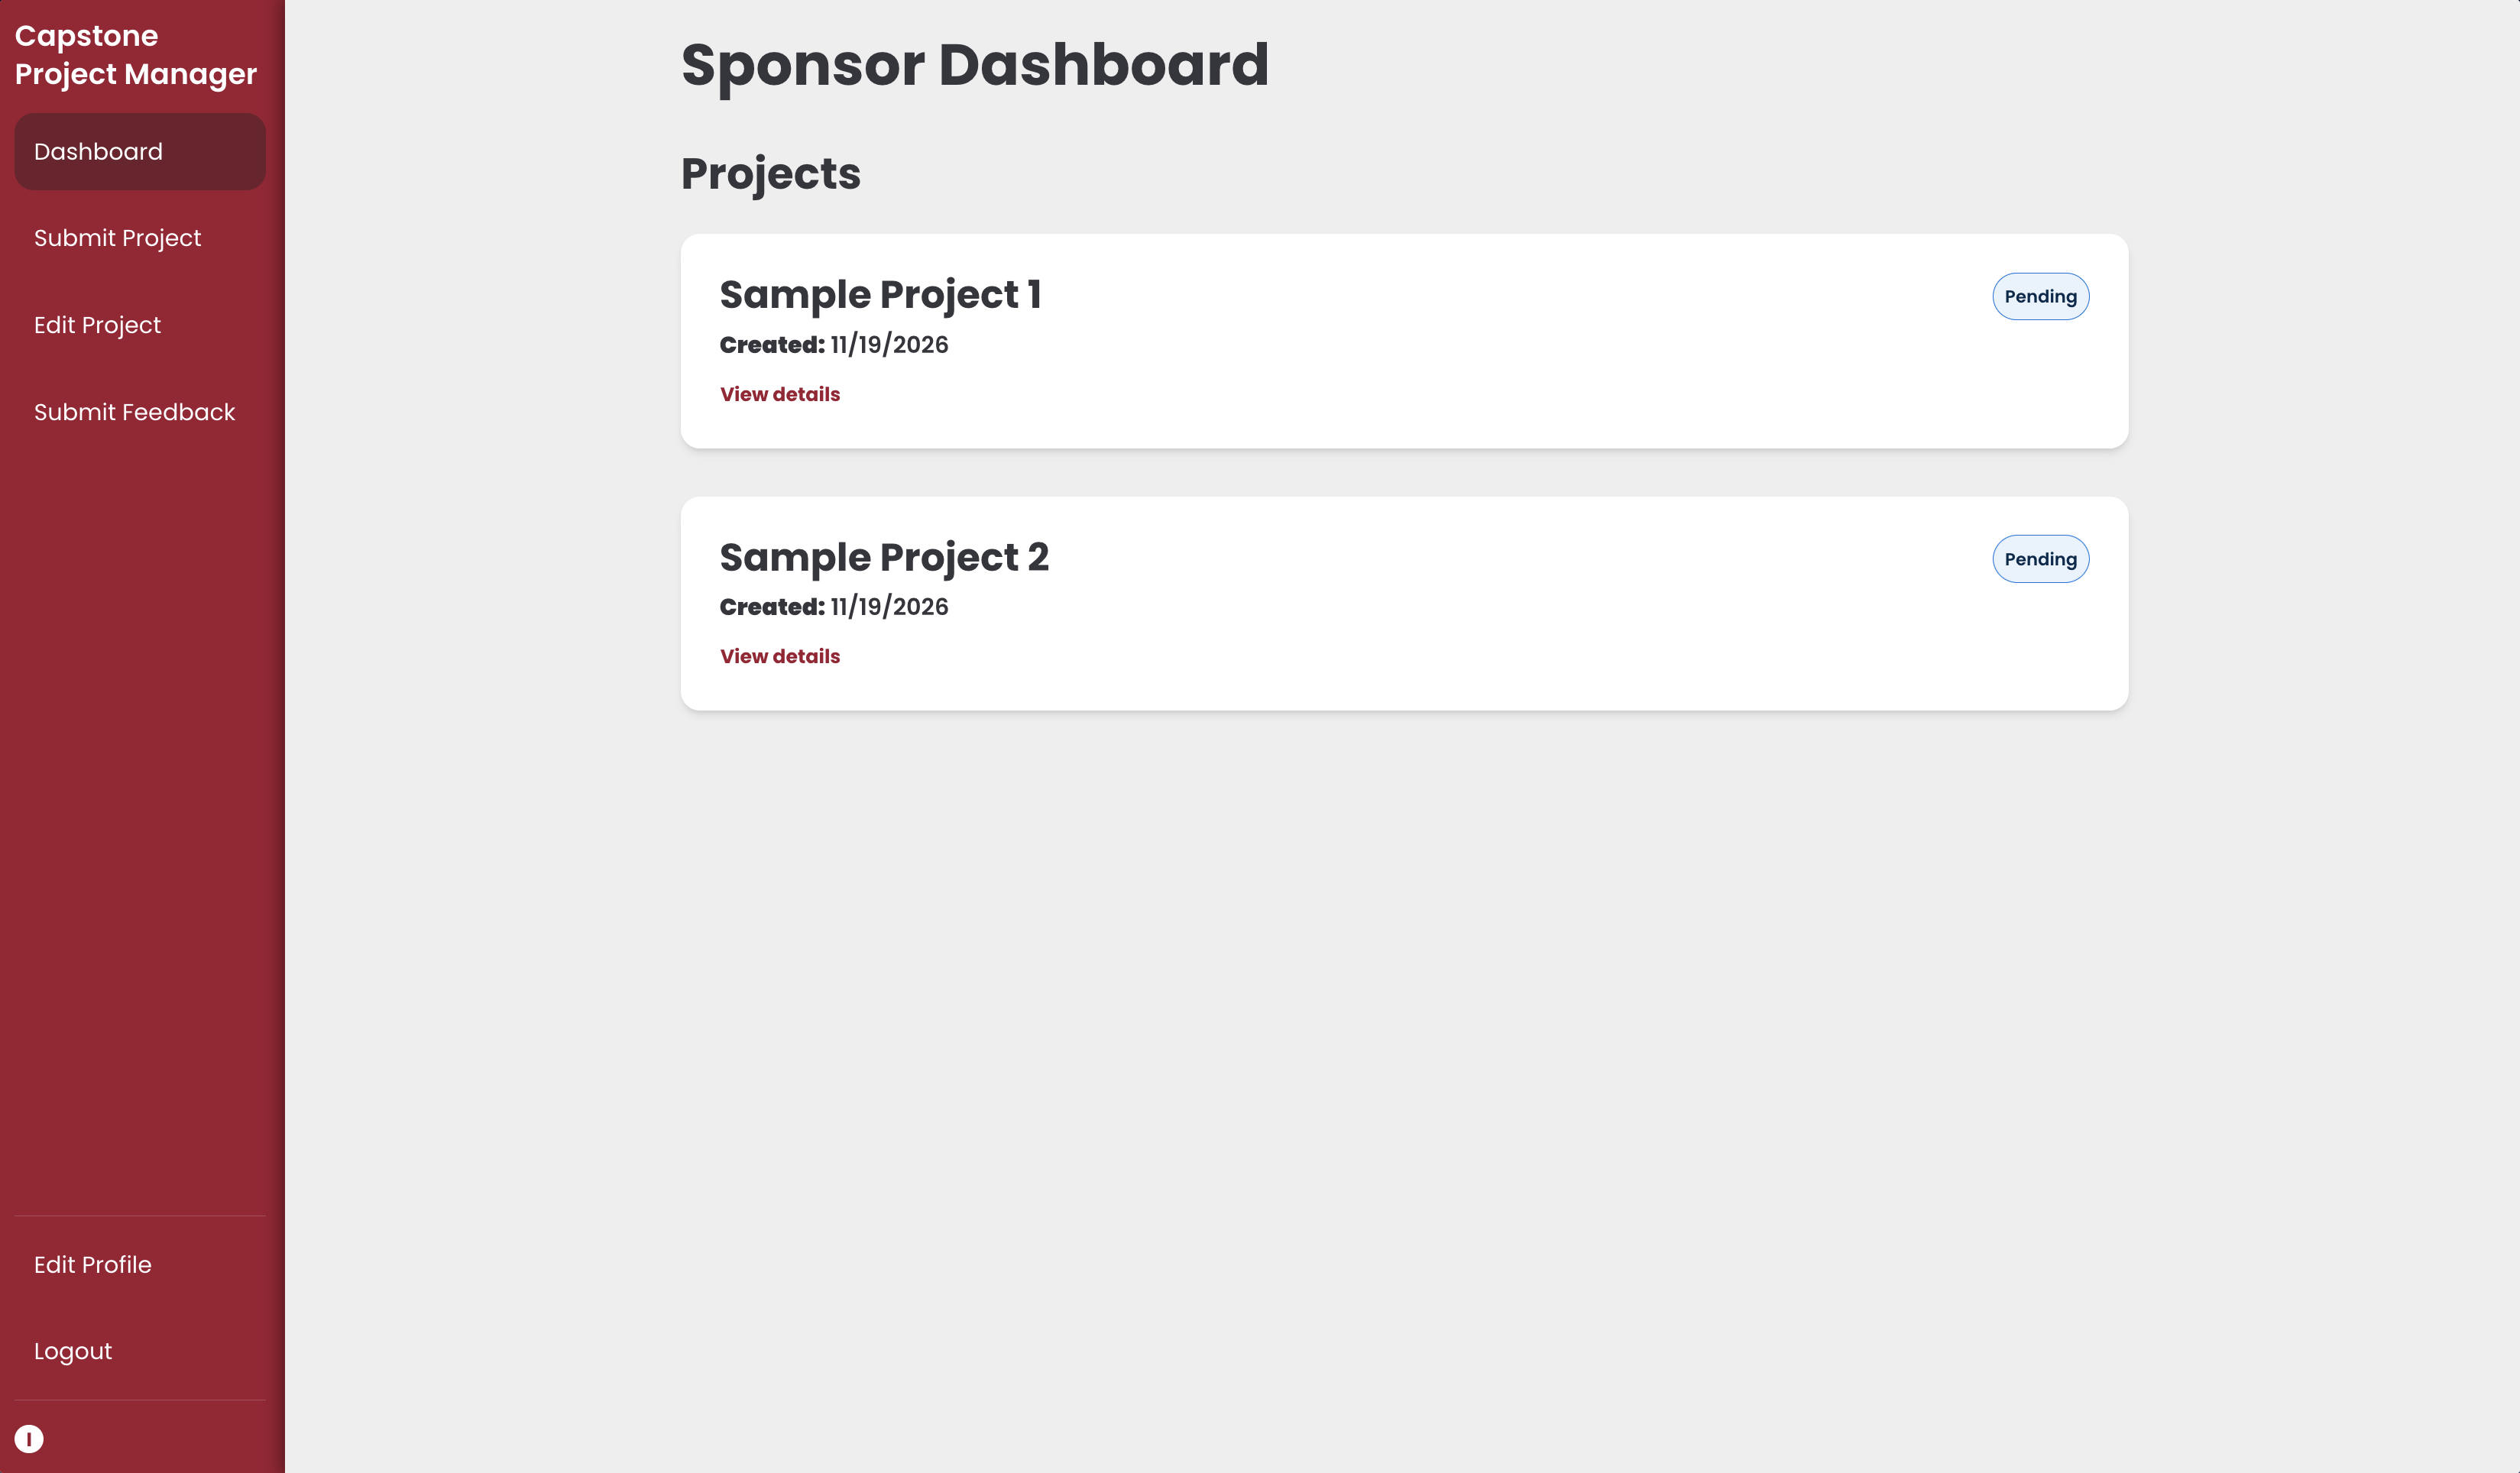 Capstone
Project Manager
Dashboard
Submit Project
Edit Project
Submit Feedback
Edit Profile
Logout
I
Sponsor Dashboard
Projects
Sample Project 1
Pending
Created: 11/19/2026
View details
Sample Project 2
Pending
Created: 11/19/2026
View details